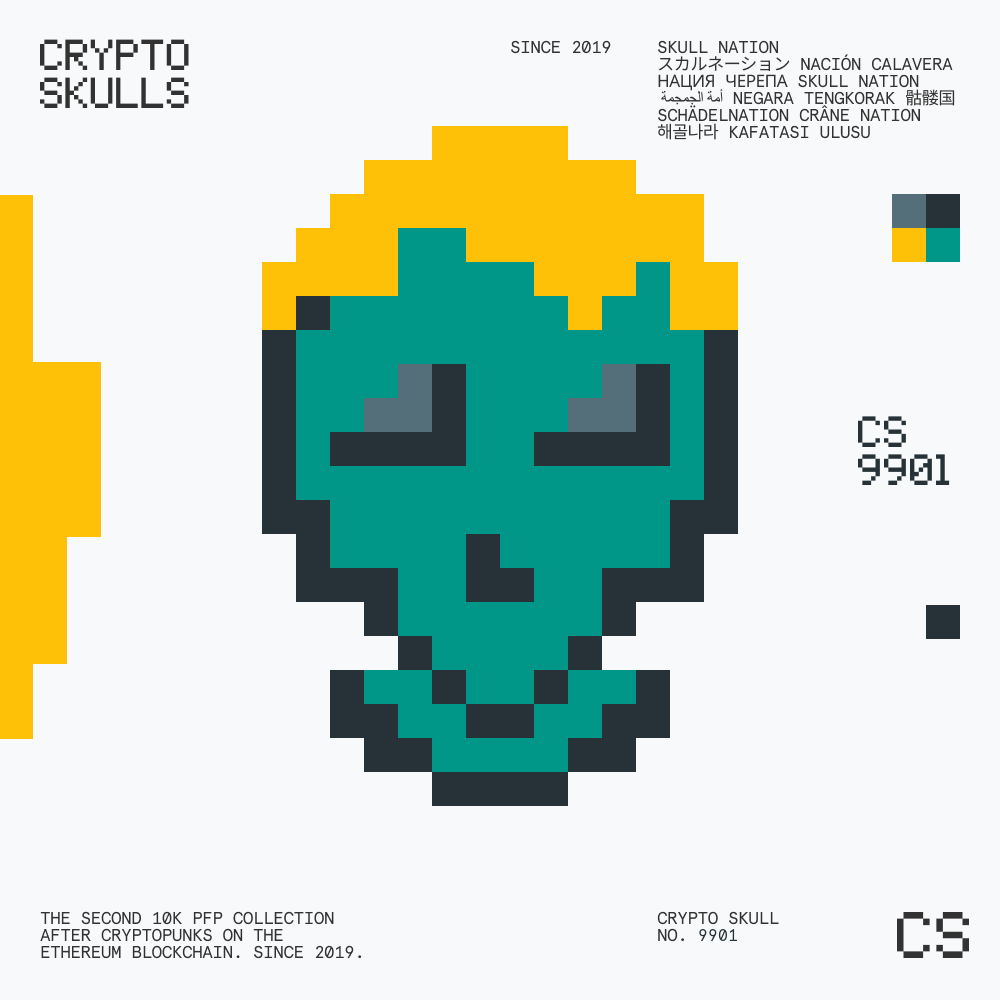 CRYPTO
SKULLS
SINCE 2019
SKULL NATION
スカルネーション NACIÓN CALAVERA
НАЦИЯ ЧЕРЕПА SKULL NATION
أمة الجمجمة NEGARA TENGKORAK 骷髅国
SCHÄDELNATION CRÂNE NATION
해골나라 KAFATASI ULUSU
CS
9901
THE SECOND 10K PFP COLLECTION
AFTER CRYPTOPUNKS ON THE
ETHEREUM BLOCKCHAIN. SINCE 2019.
CRYPTO SKULL
NO. 9901
CS